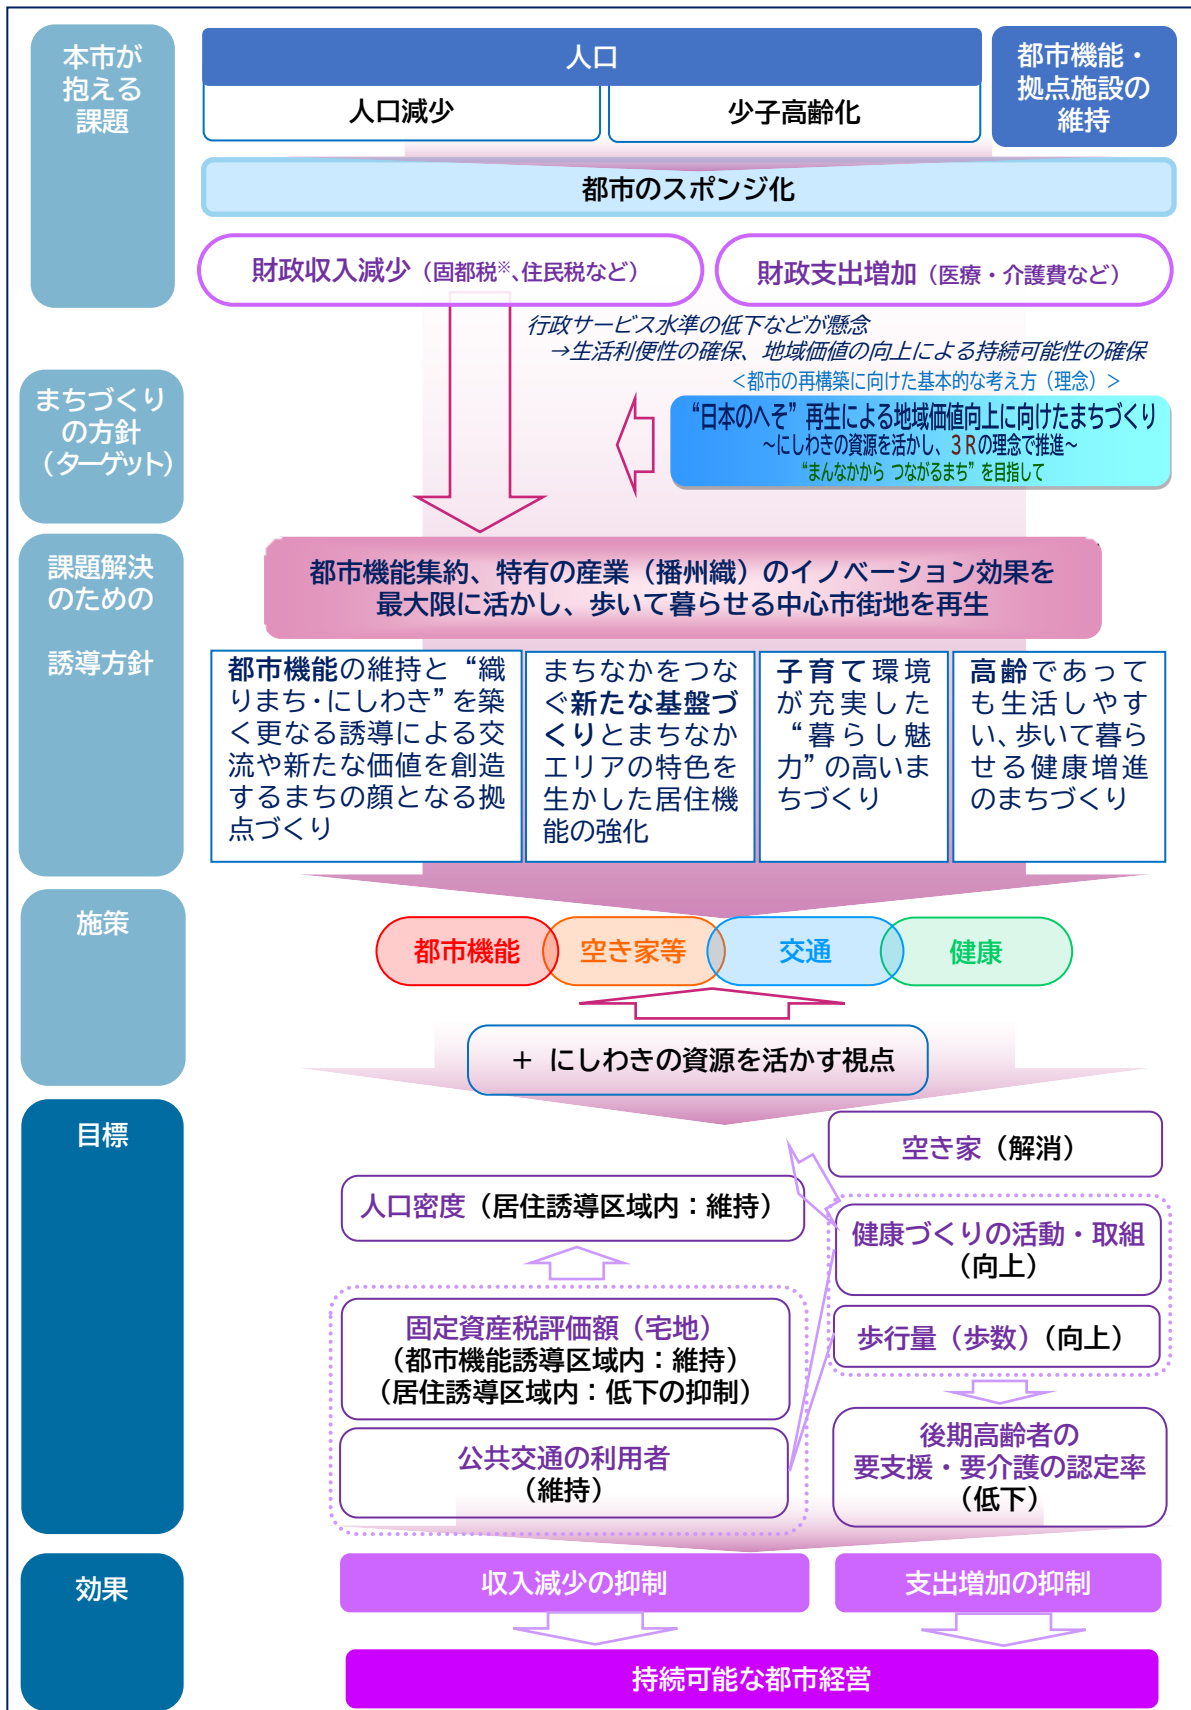 本市が
抱える
課題
人口
人口減少
少子高齢化
都市機能・
拠点施設の
維持
都市のスポンジ化
財政収入減少（固都税※、住民税など）
財政支出増加（医療・介護費など）
行政サービス水準の低下などが懸念
→生活利便性の確保、地域価値の向上による持続可能性の確保
＜都市の再構築に向けた基本的な考え方（理念）＞
まちづくり
の方針
（ターゲット）
“日本のへそ”再生による地域価値向上に向けたまちづくり
～にしわきの資源を活かし、３Ｒの理念で推進～
“まんなかから つながるまち”を目指して
課題解決
のための
誘導方針
都市機能集約、特有の産業（播州織）のイノベーション効果を
最大限に活かし、歩いて暮らせる中心市街地を再生
都市機能の維持と“織
りまち・にしわき”を築
く更なる誘導による交
流や新たな価値を創造
するまちの顔となる拠
点づくり
まちなかをつな
ぐ新たな基盤づ
くりとまちなか
エリアの特色を
生かした居住機
能の強化
子育て環境
が充実した
“暮らし魅
力”の高いま
ちづくり
高齢であって
も生活しやす
い、歩いて暮ら
せる健康増進
のまちづくり
施策
都市機能
空き家等
交通
健康
＋ にしわきの資源を活かす視点
目標
空き家（解消）
人口密度（居住誘導区域内：維持）
健康づくりの活動・取組
（向上）
固定資産税評価額（宅地）
（都市機能誘導区域内：維持）
（居住誘導区域内：低下の抑制）
歩行量（歩数）（向上）
公共交通の利用者
（維持）
後期高齢者の
要支援・要介護の認定率
（低下）
効果
収入減少の抑制
支出増加の抑制
持続可能な都市経営